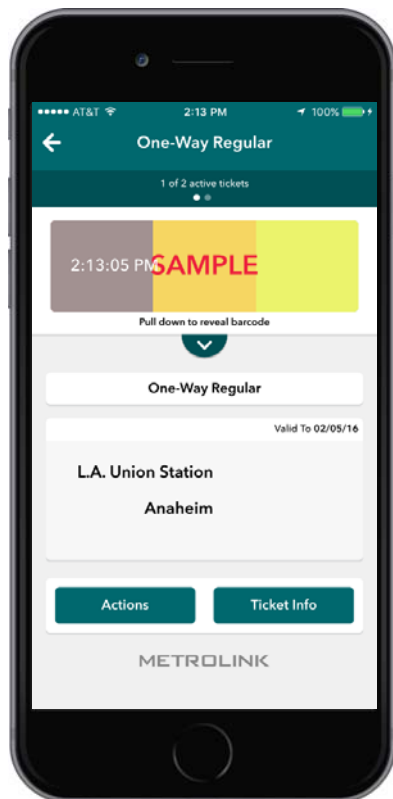 AT&T 2:13 PM 100%
One-Way Regular
1 of 2 active tickets
2:13:05 PM SAMPLE
Pull down to reveal barcode
One-Way Regular
Valid To 02/05/16
L.A. Union Station
Anaheim
Actions Ticket Info
METROLINK